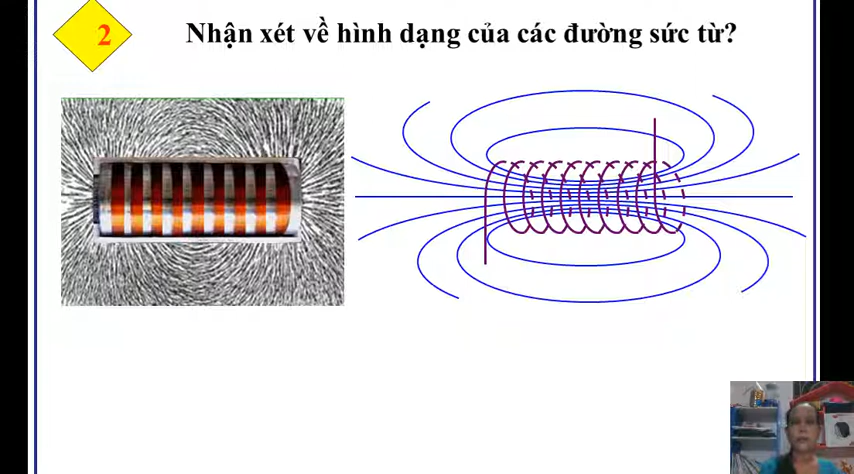 2
Nhận xét về hình dạng của các đường sức từ?